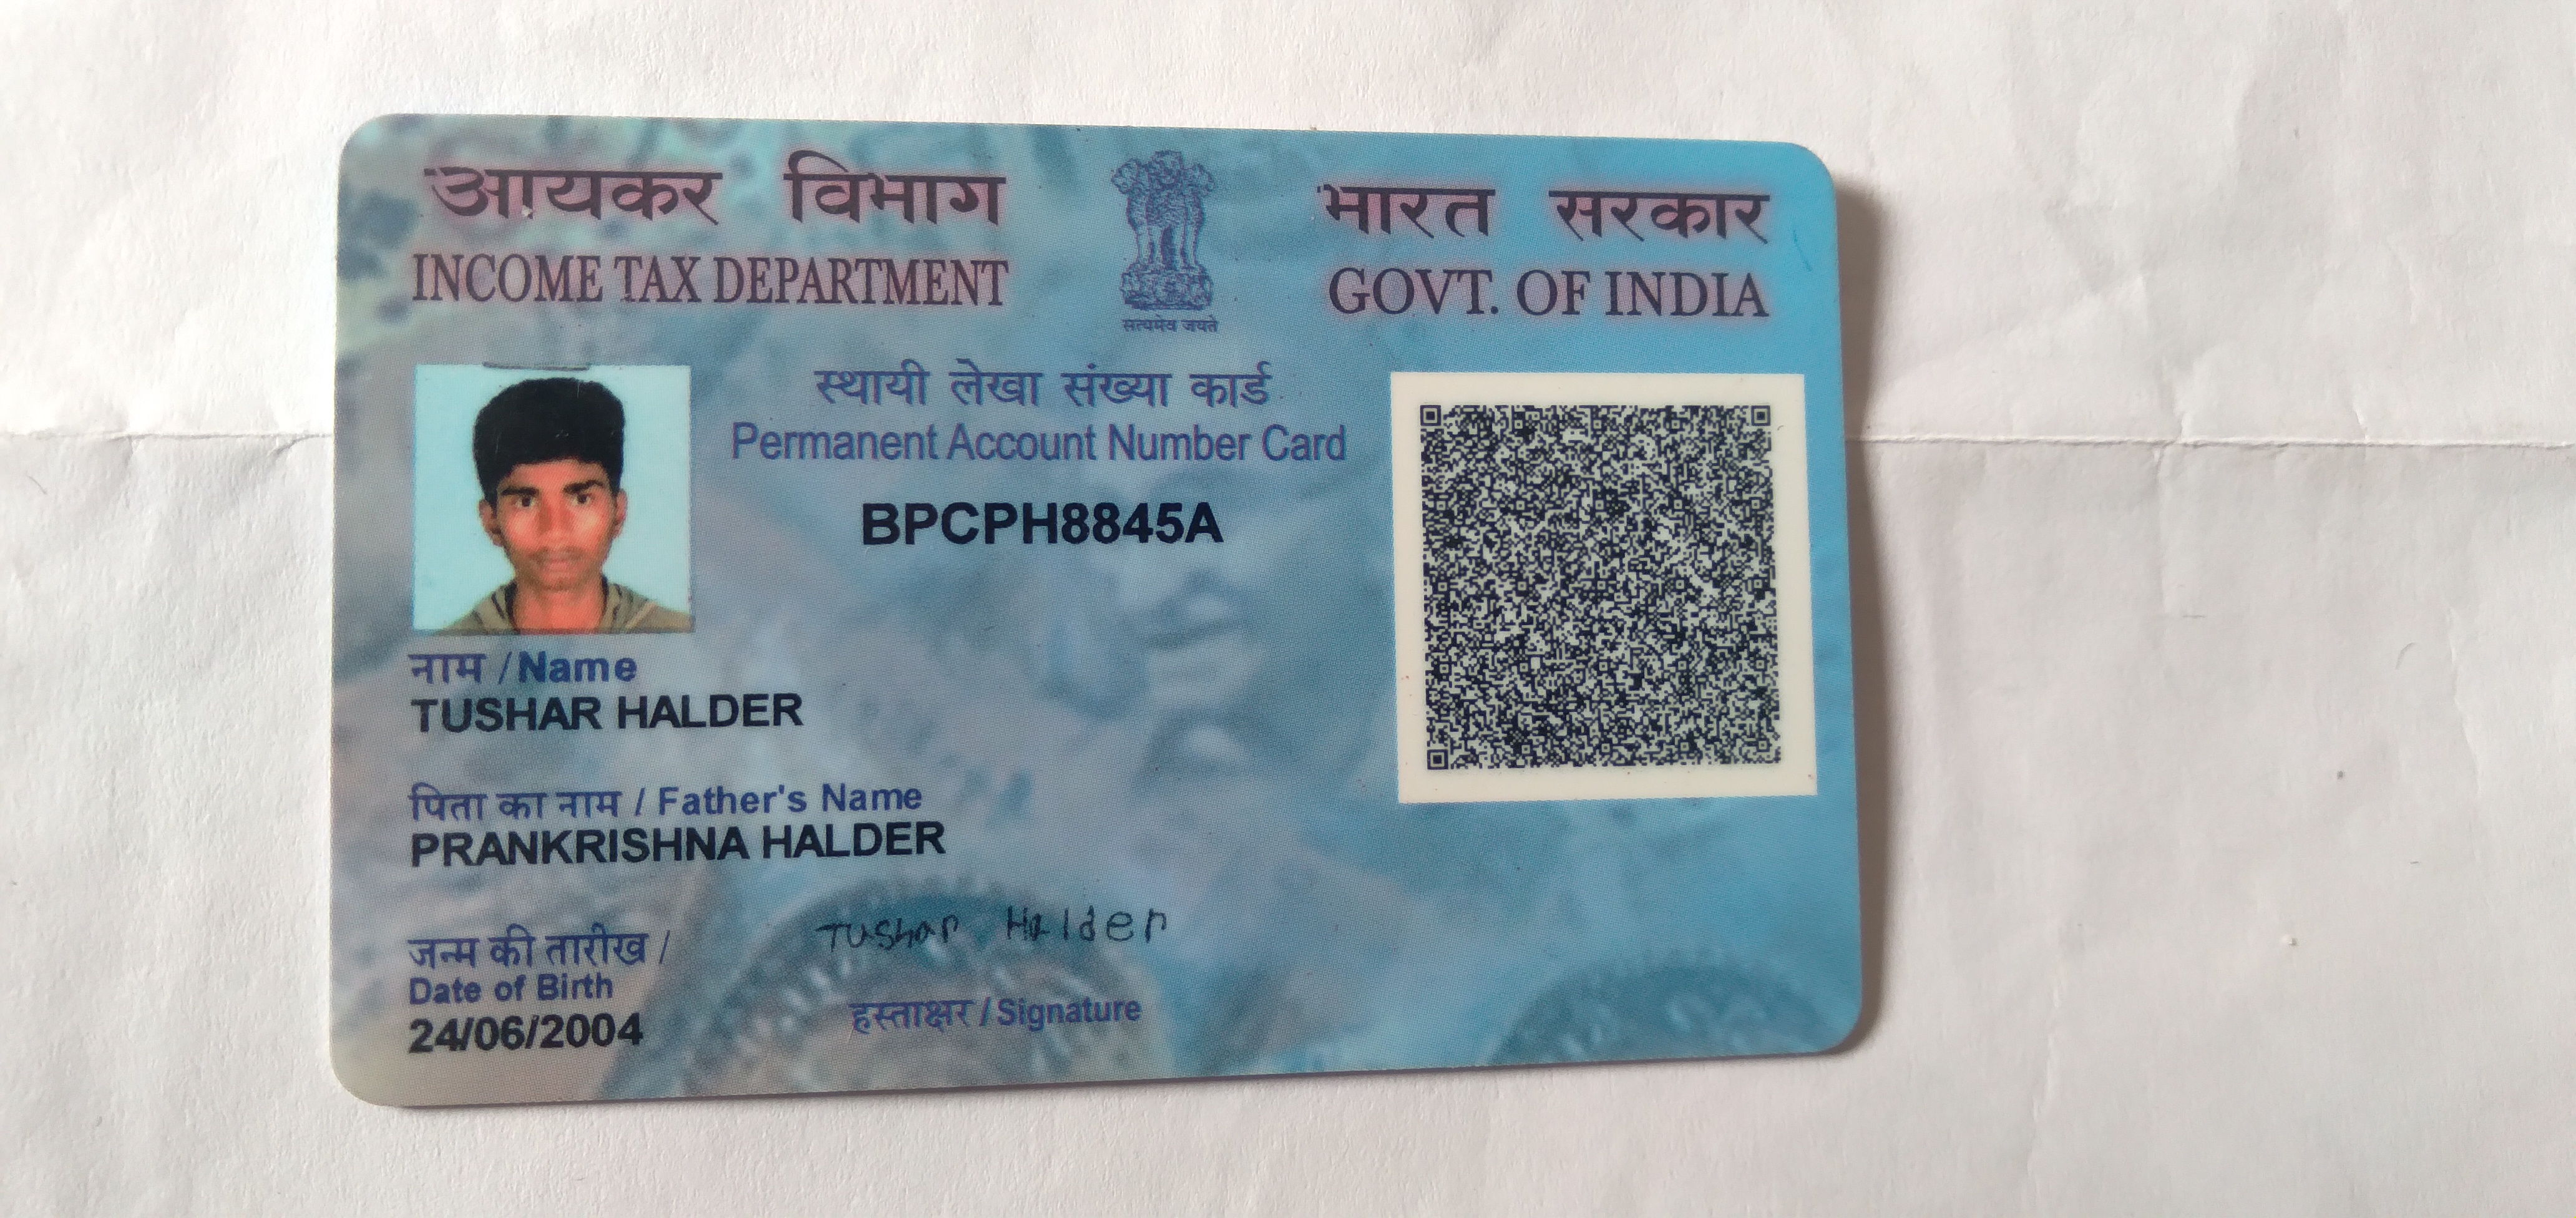 आयकर विभाग
INCOME TAX DEPARTMENT
सत्यमेव जयते
भारत सरकार
GOVT. OF INDIA
स्थायी लेखा संख्या कार्ड
Permanent Account Number Card
BPCPH8845A
नाम / Name
TUSHAR HALDER
पिता का नाम / Father's Name
PRANKRISHNA HALDER
जन्म की तारीख /
Date of Birth
24/06/2004
Tushar Halder
हस्ताक्षर / Signature